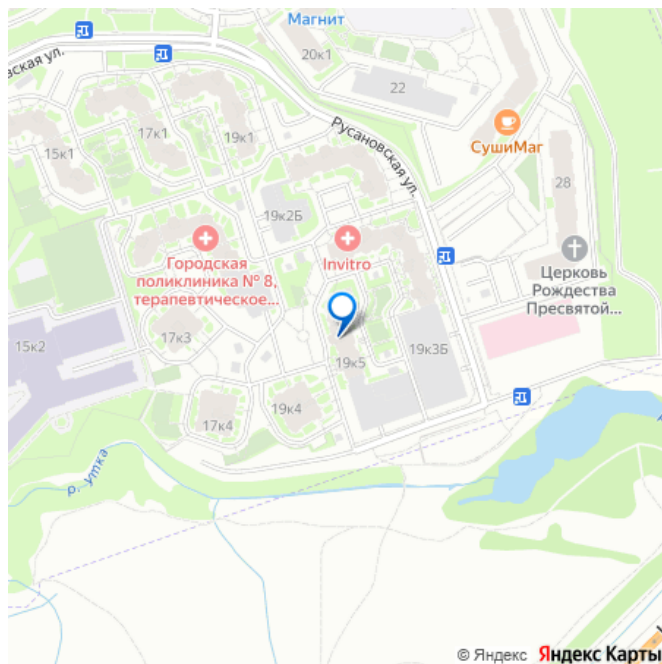 Магнит
20к1
вская ул.
22
17к1
19к1
15к1
Русановская ул.
СушиМаг
28
19к2Б
Городская
поликлиника № 8,
терапевтическое...
Invitro
Церковь
Рождества
Пресвятой...
17к3
15к2
19к5
19к3Б
17к4
19к4
р. Утка
© Яндекс Яндекс Карты